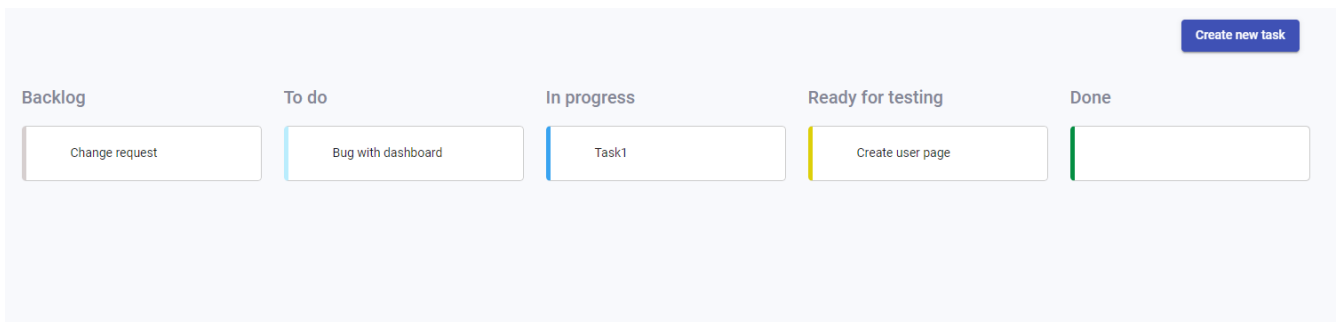 Create new task
Backlog
To do
In progress
Ready for testing
Done
Change request
Bug with dashboard
Task1
Create user page